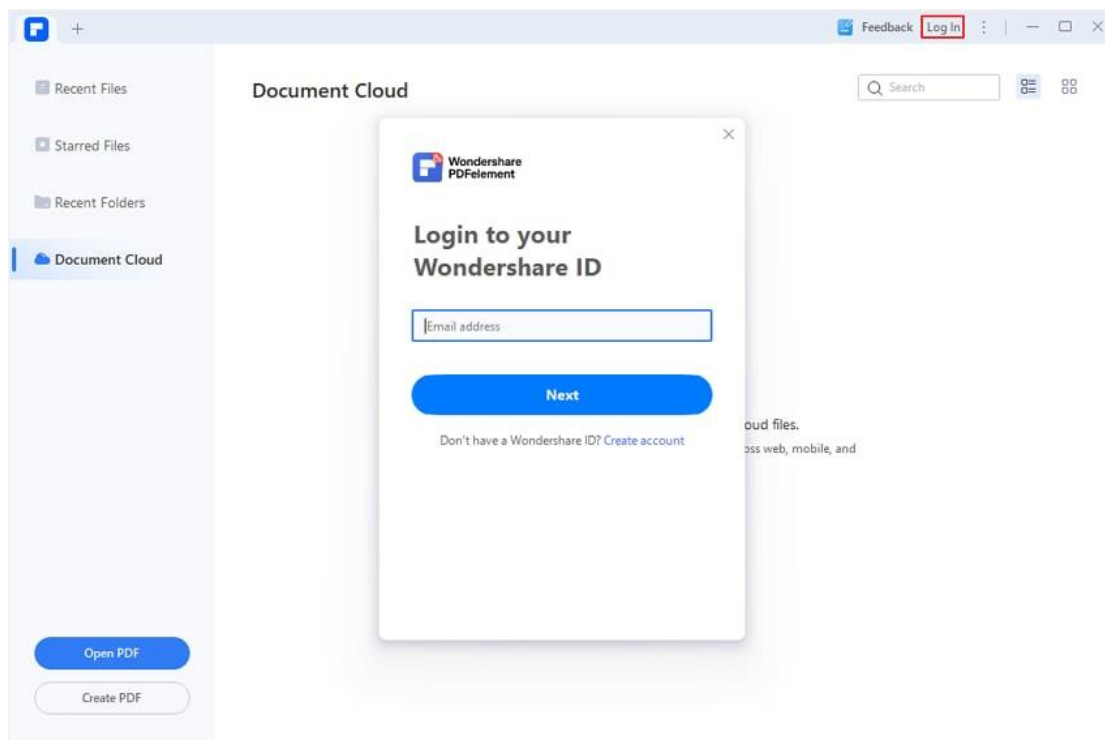 +
Feedback Log In
Recent Files
Starred Files
Recent Folders
Document Cloud
Open PDF
Create PDF
Document Cloud
Search
Wondershare
PDFelement
Login to your
Wondershare ID
Email address
Next
Don't have a Wondershare ID? Create account
files.
web, mobile, and